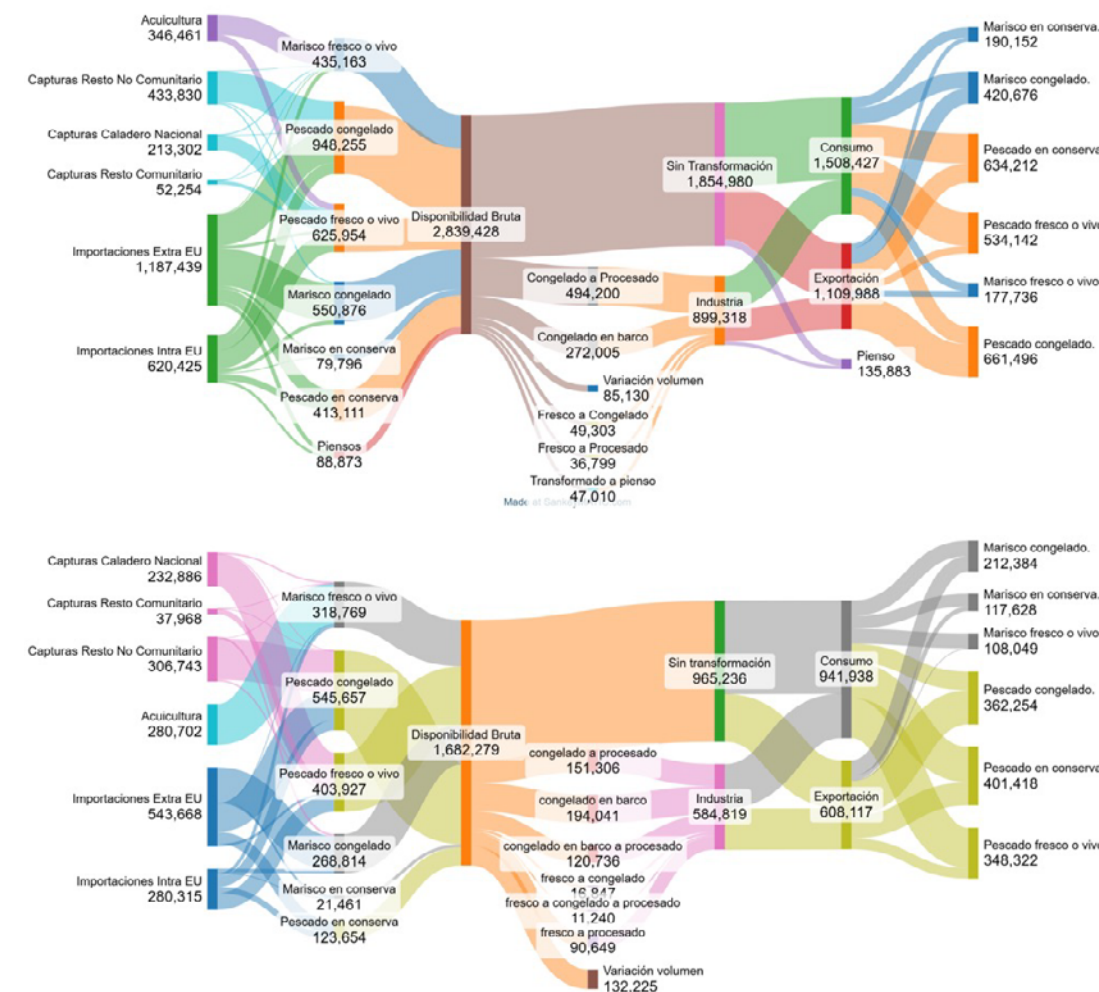 Acuicultura
346,461
Capturas Resto No Comunitario
433,830
Capturas Caladero Nacional
213,302
Capturas Resto Comunitario
52,254
Importaciones Extra EU
1,187,439
Importaciones Intra EU
620,425
Marisco fresco o vivo
435,163
Pescado congelado
948,255
Pescado fresco o vivo
625,954
Marisco congelado
550,876
Marisco en conserva
79,796
Pescado en conserva
413,111
Piensos
88,873
Disponibilidad Bruta
2,839,428
Sin Transformación
1,854,980
Congelado a Procesado
494,200
Congelado en barco
272,005
Variación volumen
85,130
Fresco a Congelado
49,303
Fresco a Procesado
36,799
Transformado a pienso
47,010
Made at SankeyMATIC.com
Industria
899,318
Consumo
1,508,427
Exportación
1,109,988
Pienso
135,883
Marisco en conserva.
190,152
Marisco congelado.
420,676
Pescado en conserva
634,212
Pescado fresco o vivo
534,142
Marisco fresco o vivo
177,736
Pescado congelado.
661,496
Capturas Caladero Nacional
232,886
Capturas Resto Comunitario
37,968
Capturas Resto No Comunitario
306,743
Acuicultura
280,702
Importaciones Extra EU
543,668
Importaciones Intra EU
280,315
Marisco fresco o vivo
318,769
Pescado congelado
545,657
Pescado fresco o vivo
403,927
Marisco congelado
268,814
Marisco en conserva
21,461
Pescado en conserva
123,654
Disponibilidad Bruta
1,682,279
Sin transformación
965,236
congelado a procesado
151,306
congelado en barco
194,041
congelado en barco a procesado
120,736
fresco a congelado
16,847
fresco a congelado a procesado
11,240
fresco a procesado
90,649
Variación volumen
132,225
Industria
584,819
Consumo
941,938
Exportación
608,117
Marisco congelado.
212,384
Marisco en conserva.
117,628
Marisco fresco o vivo
108,049
Pescado congelado.
362,254
Pescado en conserva
401,418
Pescado fresco o vivo
348,322